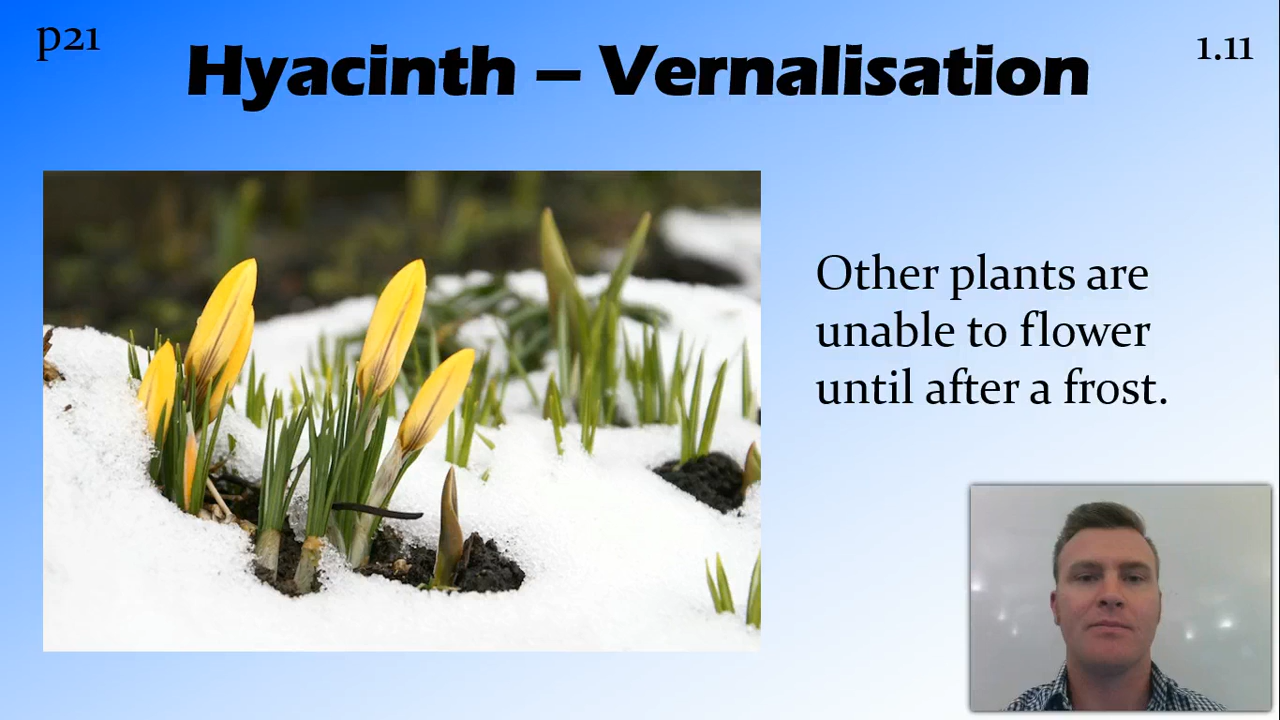 p21
Hyacinth – Vernalisation
1.11
Other plants are
unable to flower
until after a frost.